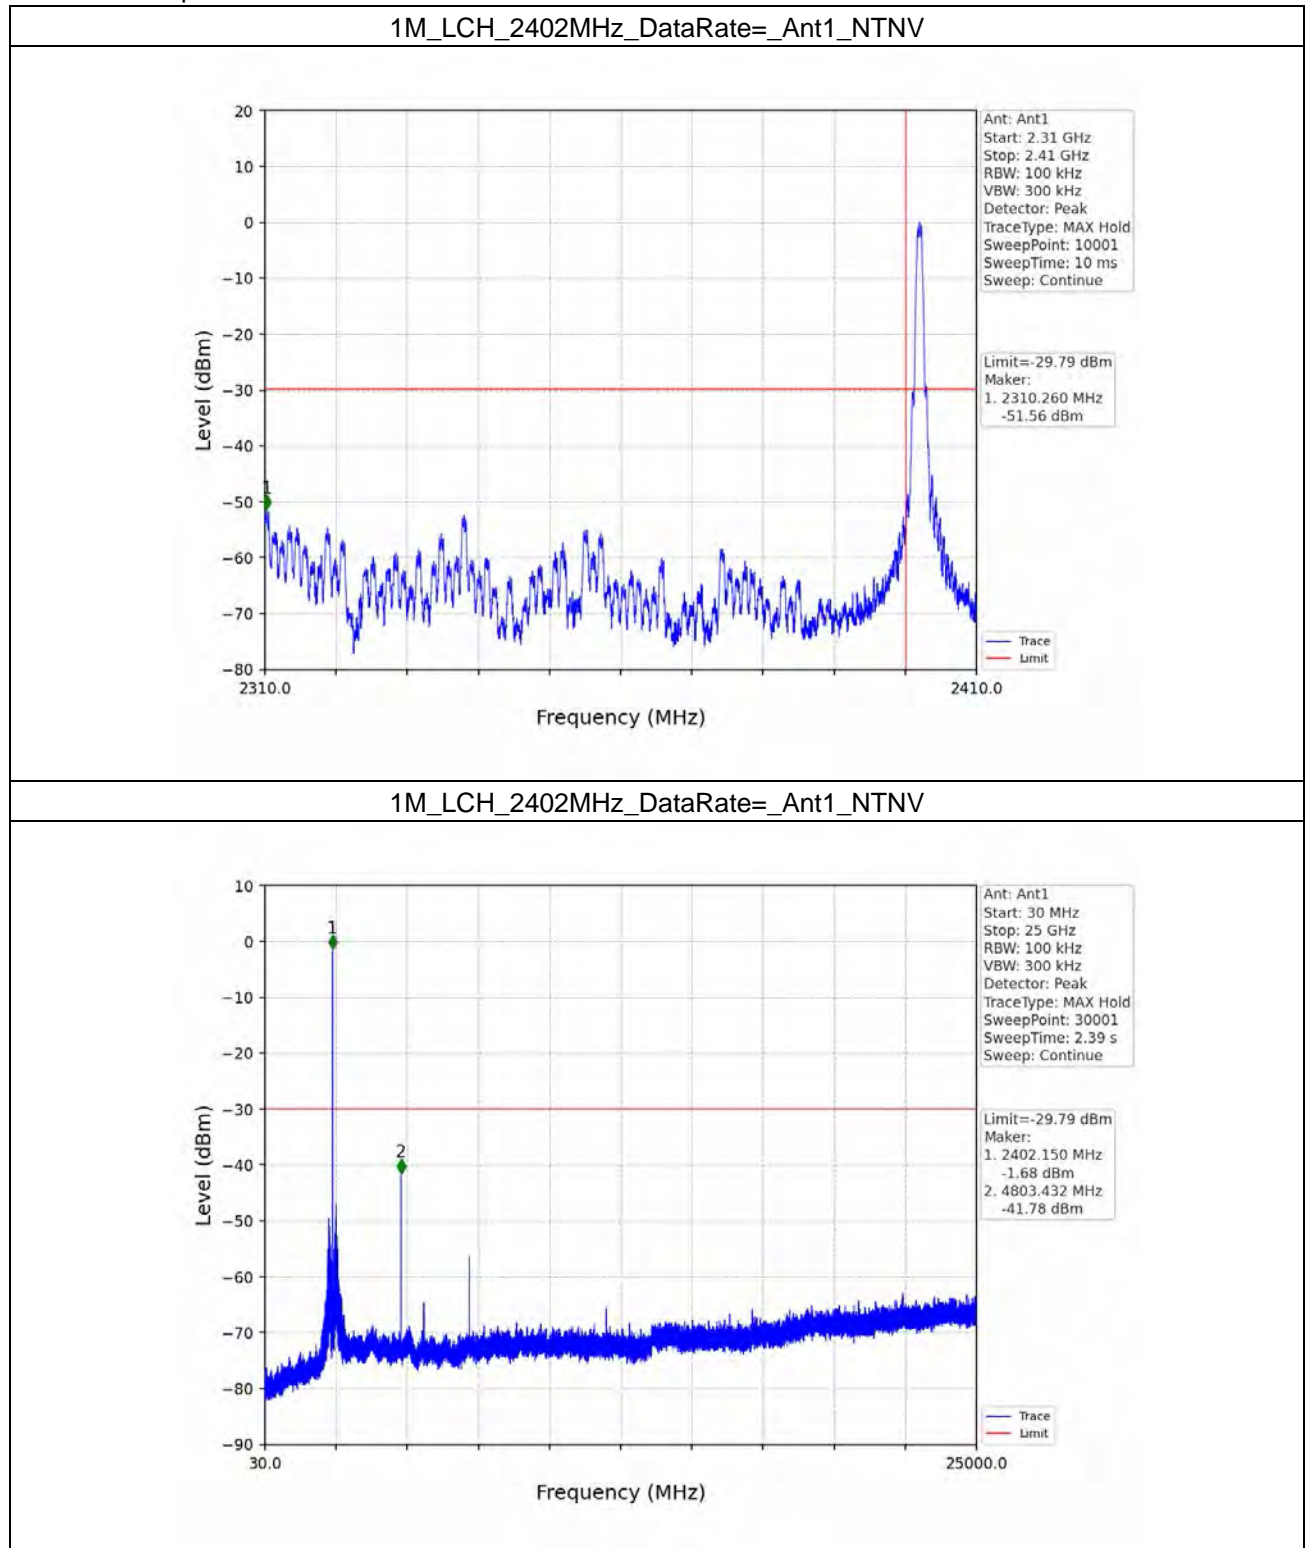 1M_LCH_2402MHz_DataRate=_Ant1_NTNV
20
10
0
−10
−20
−30
−40
−50
−60
−70
−80
Level (dBm)
1
2310.0
2410.0
Frequency (MHz)
Ant: Ant1
Start: 2.31 GHz
Stop: 2.41 GHz
RBW: 100 kHz
VBW: 300 kHz
Detector: Peak
TraceType: MAX Hold
SweepPoint: 10001
SweepTime: 10 ms
Sweep: Continue
Limit=-29.79 dBm
Maker:
1. 2310.260 MHz
-51.56 dBm
Trace
Limit
1M_LCH_2402MHz_DataRate=_Ant1_NTNV
10
0
−10
−20
−30
−40
−50
−60
−70
−80
−90
Level (dBm)
1
2
30.0
25000.0
Frequency (MHz)
Ant: Ant1
Start: 30 MHz
Stop: 25 GHz
RBW: 100 kHz
VBW: 300 kHz
Detector: Peak
TraceType: MAX Hold
SweepPoint: 30001
SweepTime: 2.39 s
Sweep: Continue
Limit=-29.79 dBm
Maker:
1. 2402.150 MHz
-1.68 dBm
2. 4803.432 MHz
-41.78 dBm
Trace
Limit